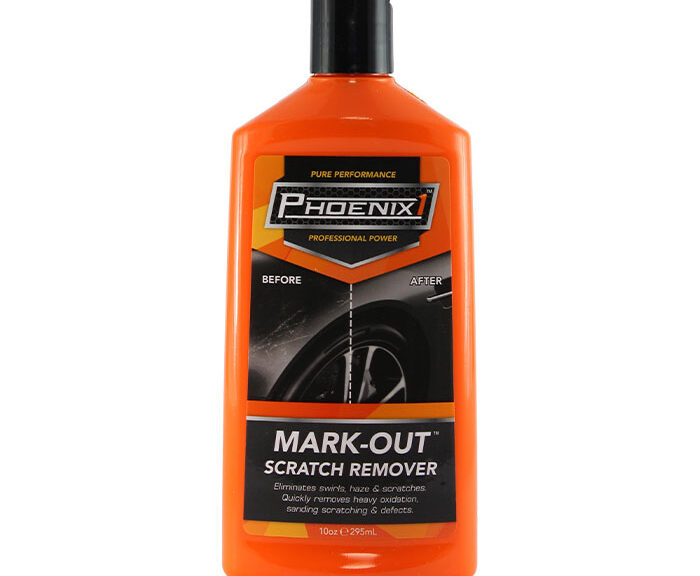 PURE PERFORMANCE
PHOENIX1™
PROFESSIONAL POWER
BEFORE AFTER
MARK-OUT™
SCRATCH REMOVER
Eliminates swirls, haze & scratches.
Quickly removes heavy oxidation,
sanding scratching & defects.
10oz ℮ 295mL